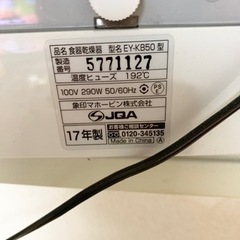 品名 食器乾燥器 型名 EY-KB50 型
製造番号 5771127
温度ヒューズ 192℃
100V 290W 50/60Hz PSE
象印マホービン株式会社
JQA
17年製
お客様ご相談センター
0120-345135
Made in China Ⓐ